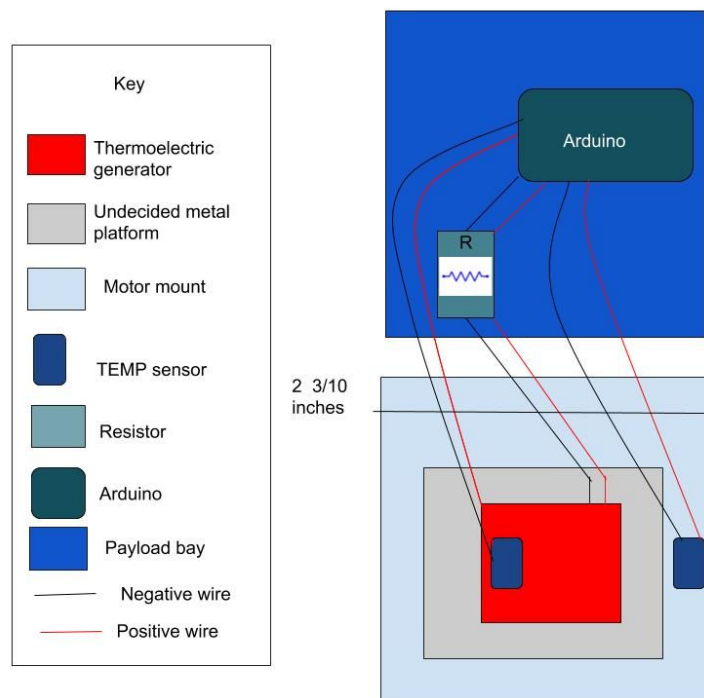 Key
Thermoelectric
generator
Undecided metal
platform
Motor mount
TEMP sensor
Resistor
Arduino
Payload bay
Negative wire
Positive wire
Arduino
R
2 3/10
inches